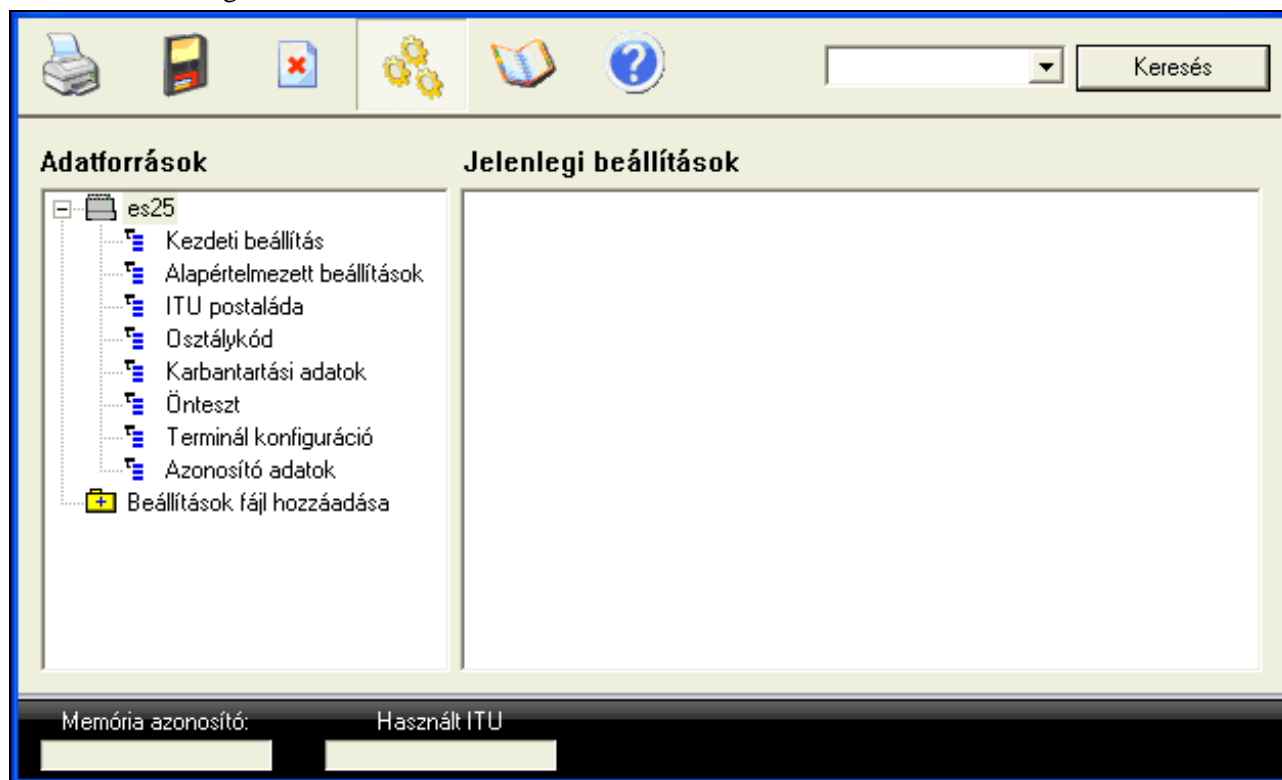 Keresés
Adatforrások
Jelenlegi beállítások
es25
Kezdeti beállítás
Alapértelmezett beállítások
ITU postaláda
Osztálykód
Karbantartási adatok
Önteszt
Terminál konfiguráció
Azonosító adatok
Beállítások fájl hozzáadása
Memória azonosító:
Használt ITU